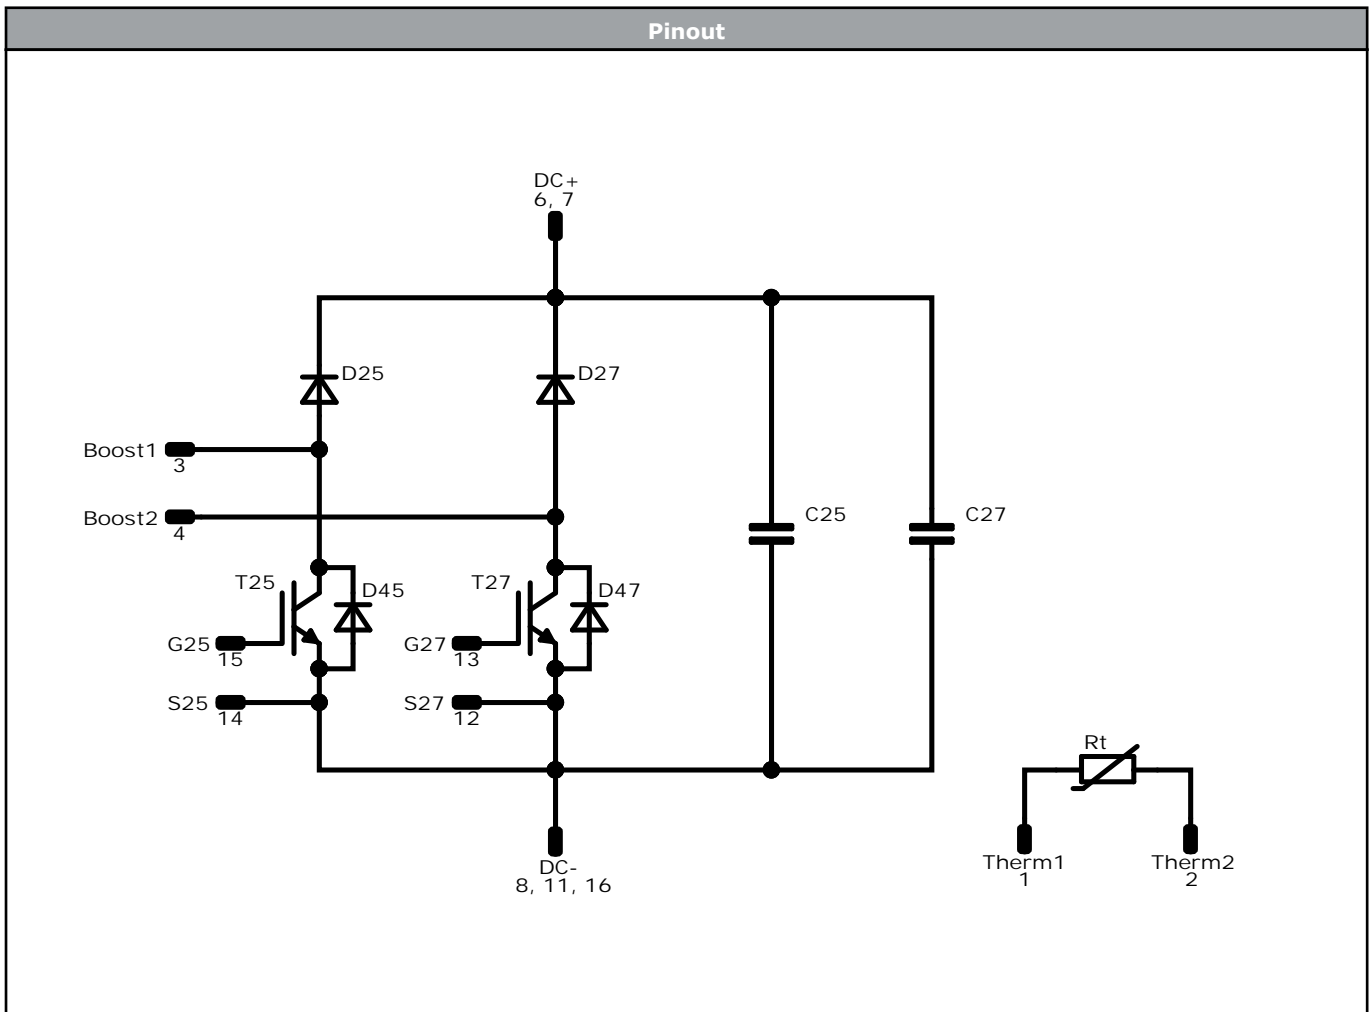 Pinout
DC+
6, 7
D25
D27
Boost1
3
Boost2
4
C25
C27
T25
D45
T27
D47
G25
15
G27
13
S25
14
S27
12
Rt
DC-
8, 11, 16
Therm1
1
Therm2
2